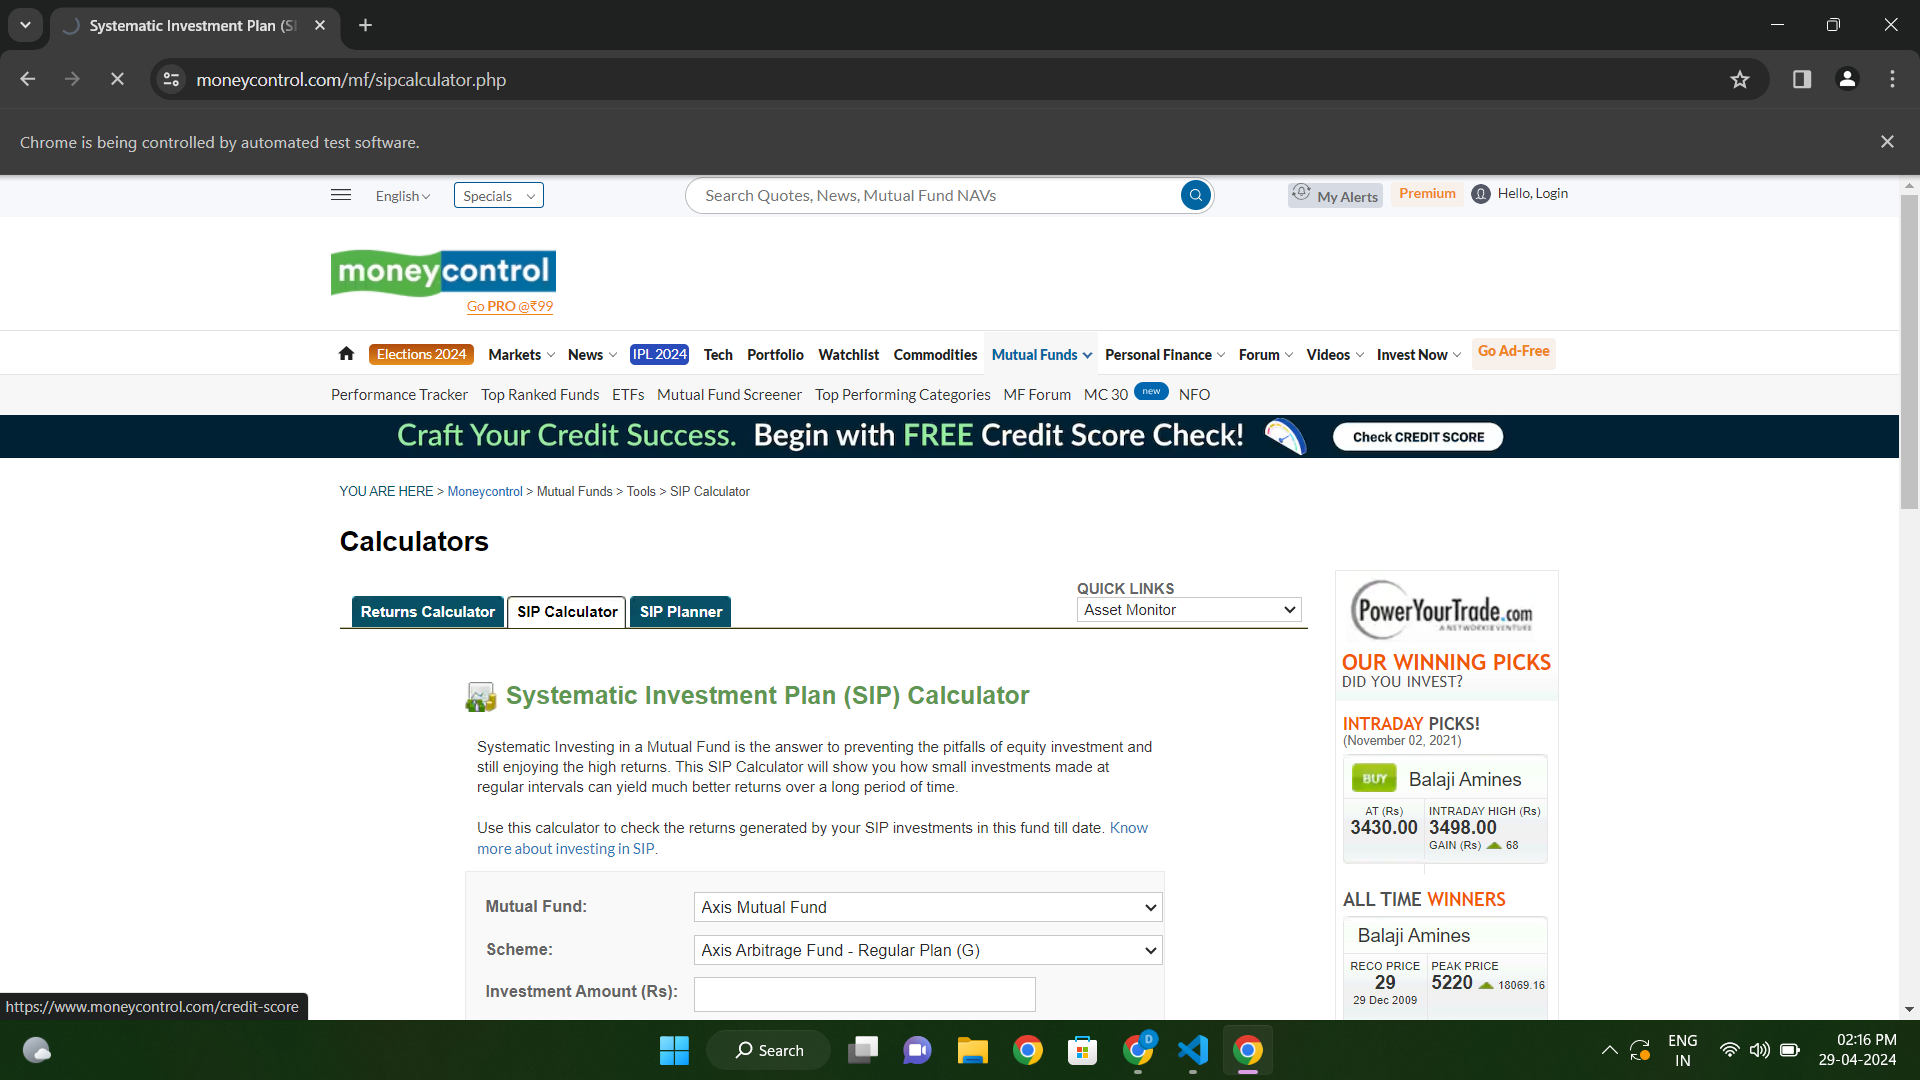 Systematic Investment Plan (SI
moneycontrol.com/mf/sipcalculator.php
Chrome is being controlled by automated test software.
English
Specials
Search Quotes, News, Mutual Fund NAVs
My Alerts
Premium
Hello, Login
moneycontrol
Go PRO @₹99
Elections 2024 Markets News IPL 2024 Tech Portfolio Watchlist Commodities Mutual Funds Personal Finance Forum Videos Invest Now Go Ad-Free
Performance Tracker Top Ranked Funds ETFs Mutual Fund Screener Top Performing Categories MF Forum MC 30 new NFO
Craft Your Credit Success. Begin with FREE Credit Score Check! Check CREDIT SCORE
YOU ARE HERE > Moneycontrol > Mutual Funds > Tools > SIP Calculator
Calculators
QUICK LINKS
Returns Calculator SIP Calculator SIP Planner Asset Monitor
Systematic Investment Plan (SIP) Calculator
Systematic Investing in a Mutual Fund is the answer to preventing the pitfalls of equity investment and
still enjoying the high returns. This SIP Calculator will show you how small investments made at
regular intervals can yield much better returns over a long period of time.
Use this calculator to check the returns generated by your SIP investments in this fund till date. Know
more about investing in SIP.
Mutual Fund: Axis Mutual Fund
Scheme: Axis Arbitrage Fund - Regular Plan (G)
Investment Amount (Rs):
PowerYourTrade.com
A NETWORK18 VENTURE
OUR WINNING PICKS
DID YOU INVEST?
INTRADAY PICKS!
(November 02, 2021)
BUY Balaji Amines
AT (Rs) INTRADAY HIGH (Rs)
3430.00 3498.00
GAIN (Rs) 68
ALL TIME WINNERS
Balaji Amines
RECO PRICE PEAK PRICE
29 5220 18069.16
29 Dec 2009
https://www.moneycontrol.com/credit-score
Search
D
ENG
IN
02:16 PM
29-04-2024